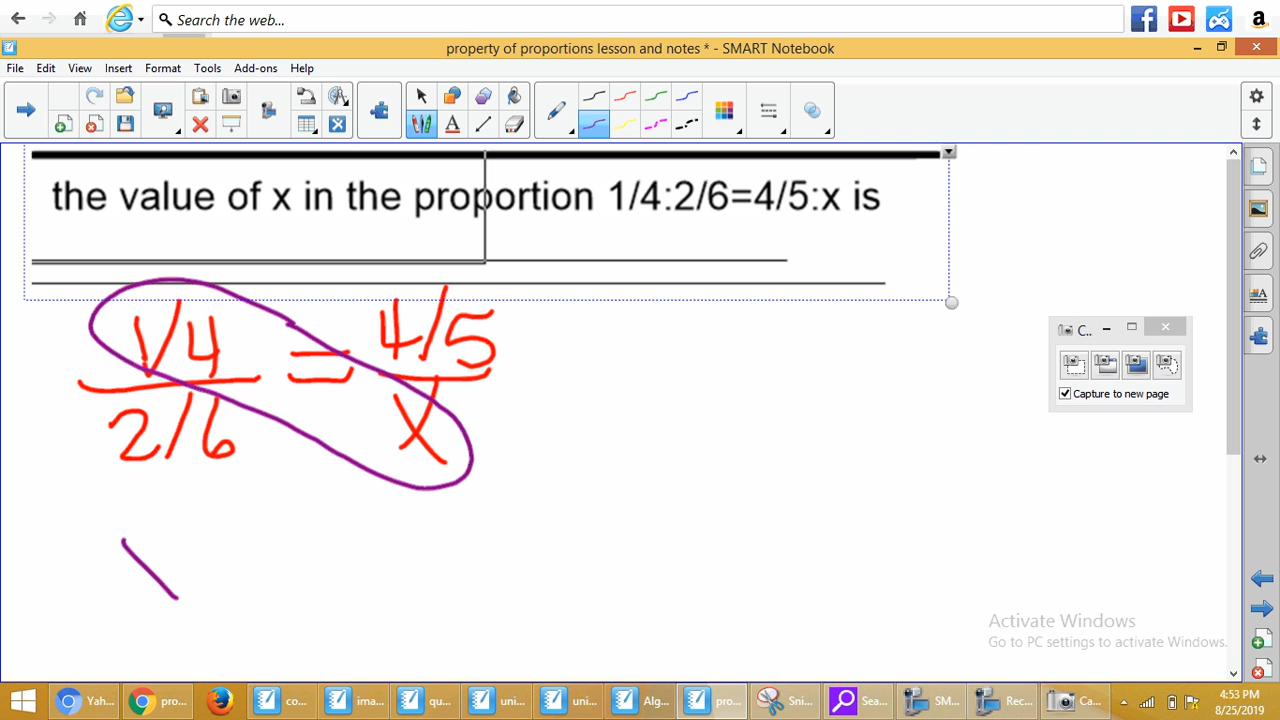 Search the web.
property of proportions lesson and notes * - SMART Notebook
File Edit View Insert Format Tools Add-ons Help
the value of x in the proportion 1/4:2/6=4/5:x is
1/4 = 4/5
2/6 x
C..
Capture to new page
Activate Windows
Go to PC settings to activate Windows.
Yah... pro... co... ima... qu... uni... uni... Alg... pro... Sni... Sea... SM... Rec... Ca...
4:53 PM
8/25/2019